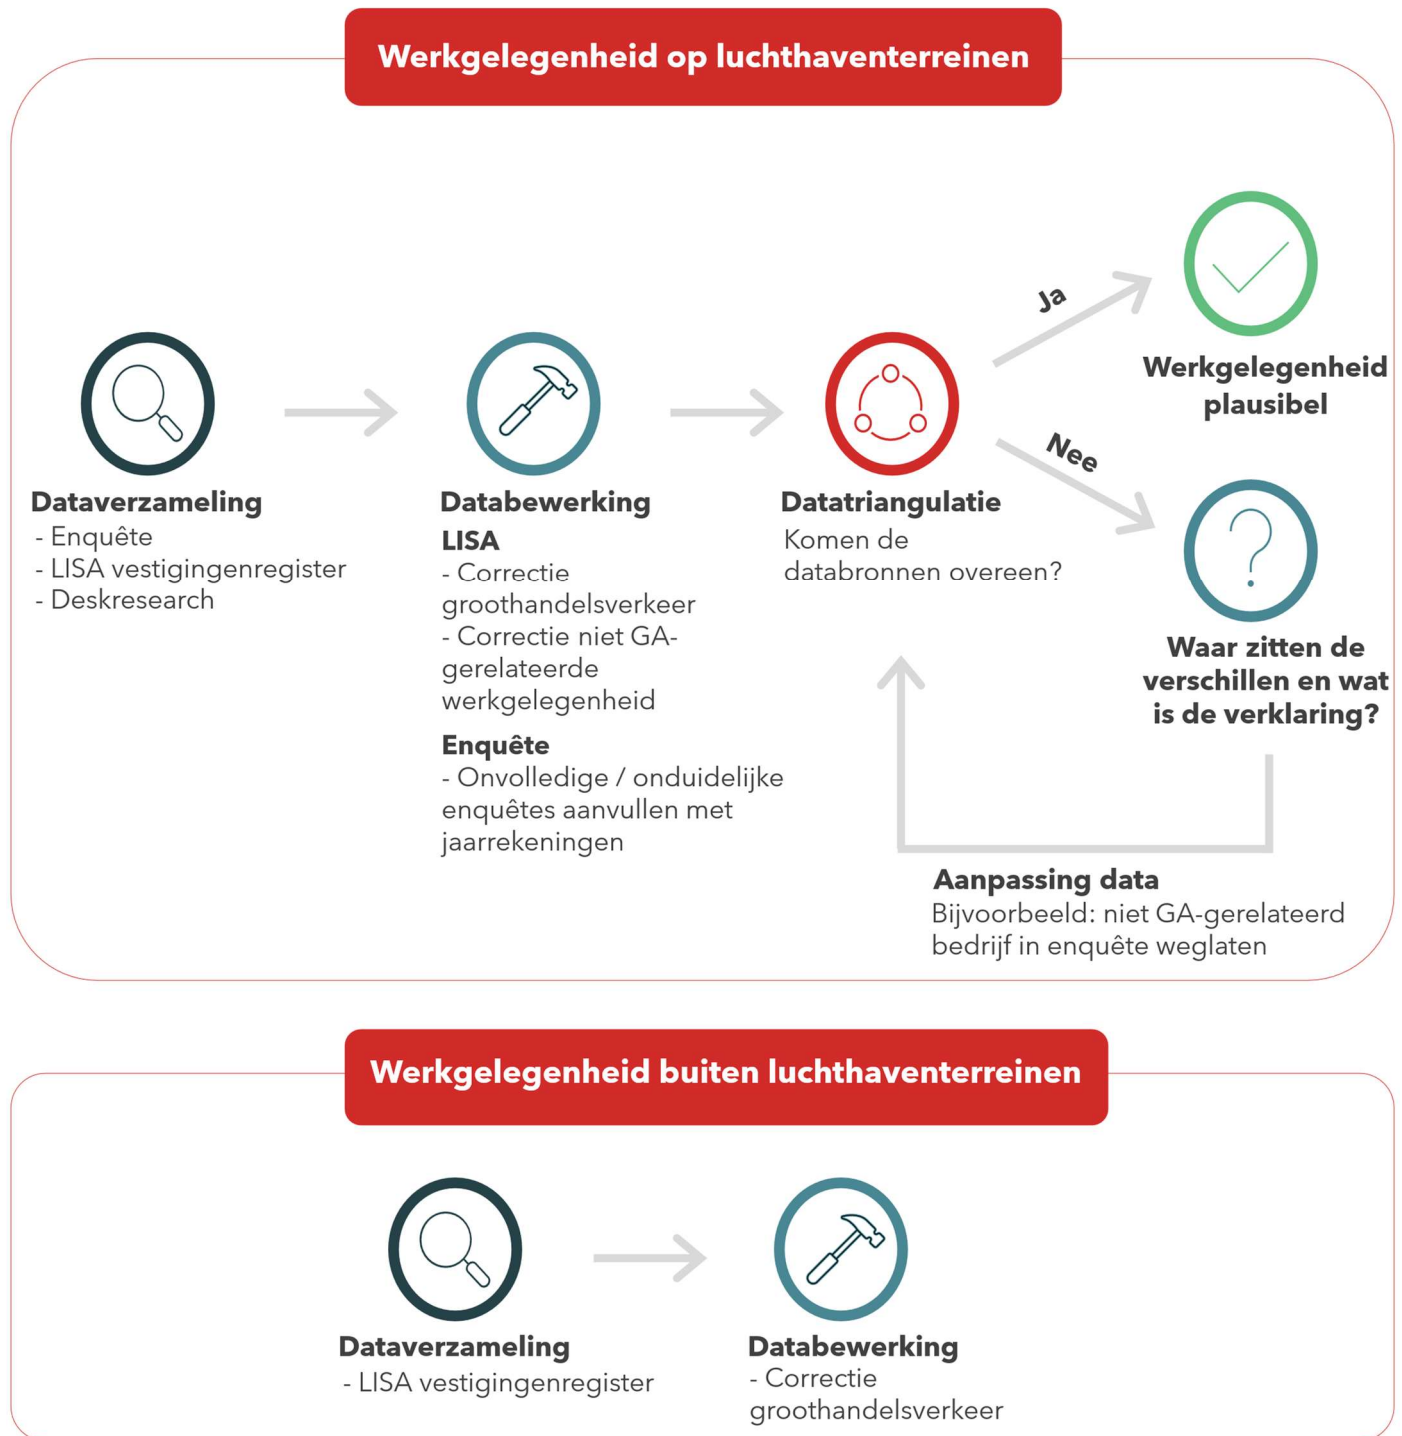 Werkgelegenheid op luchthaventerreinen
Dataverzameling
- Enquête
- LISA vestigingenregister
- Deskresearch
Databewerking
LISA
- Correctie
groothandelsverkeer
- Correctie niet GA-
gerelateerde
werkgelegenheid
Enquête
- Onvolledige / onduidelijke
enquêtes aanvullen met
jaarrekeningen
Datatriangulatie
Komen de
databronnen overeen?
Ja
Werkgelegenheid
plausibel
Nee
Waar zitten de
verschillen en wat
is de verklaring?
Aanpassing data
Bijvoorbeeld: niet GA-gerelateerd
bedrijf in enquête weglaten
Werkgelegenheid buiten luchthaventerreinen
Dataverzameling
- LISA vestigingenregister
Databewerking
- Correctie
groothandelsverkeer